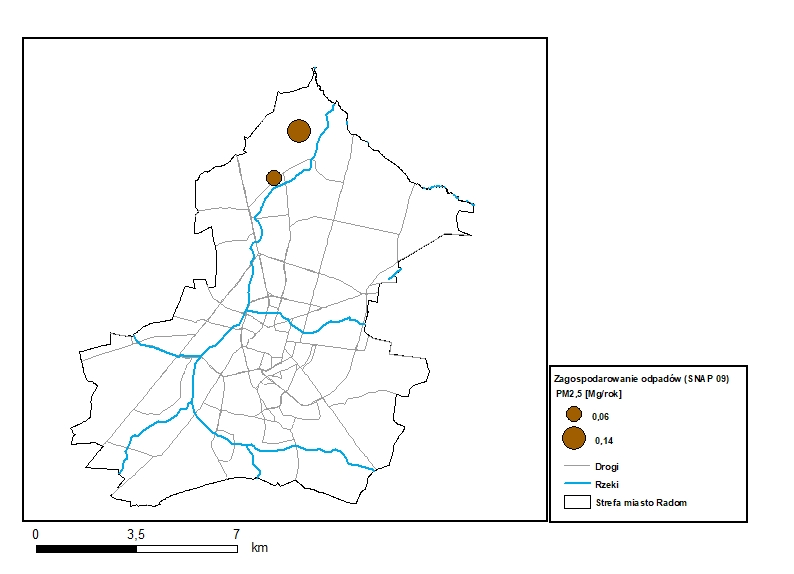 Zagospodarowanie odpadów (SNAP 09)
PM2,5 [Mg/rok]
0,06
0,14
Drogi
Rzeki
Strefa miasto Radom
0 3,5 7
km